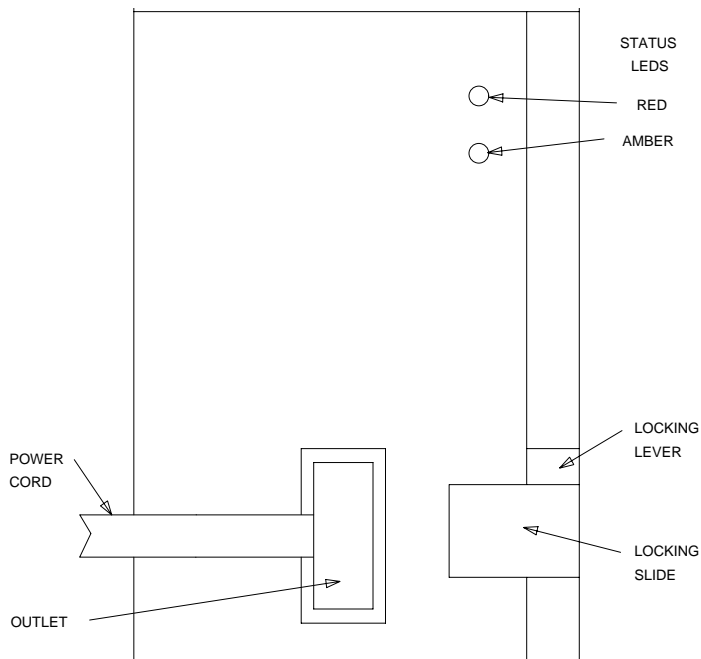 STATUS
LEDS
RED
AMBER
LOCKING
LEVER
POWER
CORD
LOCKING
SLIDE
OUTLET